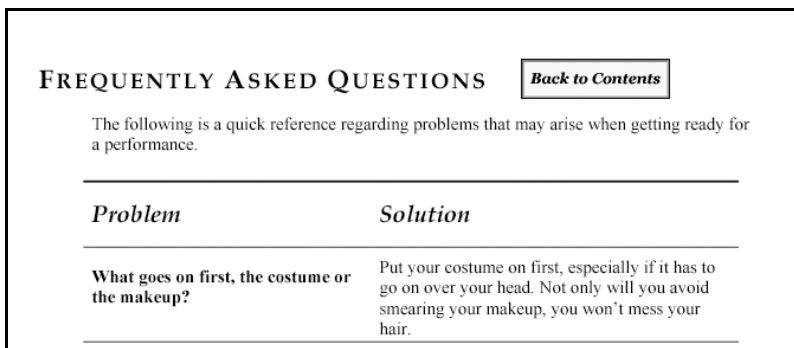 FREQUENTLY ASKED QUESTIONS
Back to Contents
The following is a quick reference regarding problems that may arise when getting ready for
a performance.
Problem
Solution
What goes on first, the costume or
the makeup?
Put your costume on first, especially if it has to
go on over your head. Not only will you avoid
smearing your makeup, you won’t mess your
hair.